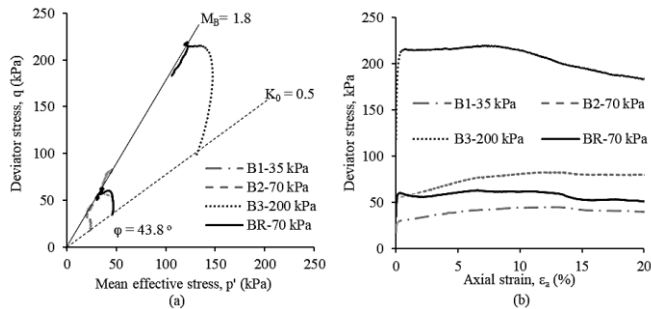 (a)
M_B= 1.8
250
200
150
100
50
0
Deviator stress, q (kPa)
K₀ = 0.5
B1-35 kPa
B2-70 kPa
B3-200 kPa
BR-70 kPa
φ = 43.8 º
0 50 100 150 200 250
Mean effective stress, p' (kPa)
(a)
(b)
250
200
150
100
50
0
Deviator stress, kPa
B1-35 kPa
B2-70 kPa
B3-200 kPa
BR-70 kPa
0 5 10 15 20
Axial strain, εₐ (%)
(b)